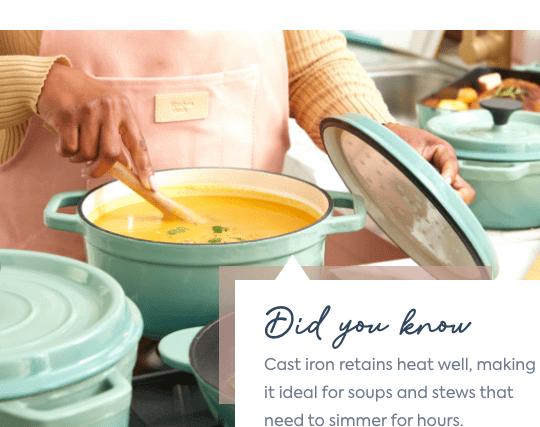 Did you know
Cast iron retains heat well, making
it ideal for soups and stews that
need to simmer for hours.